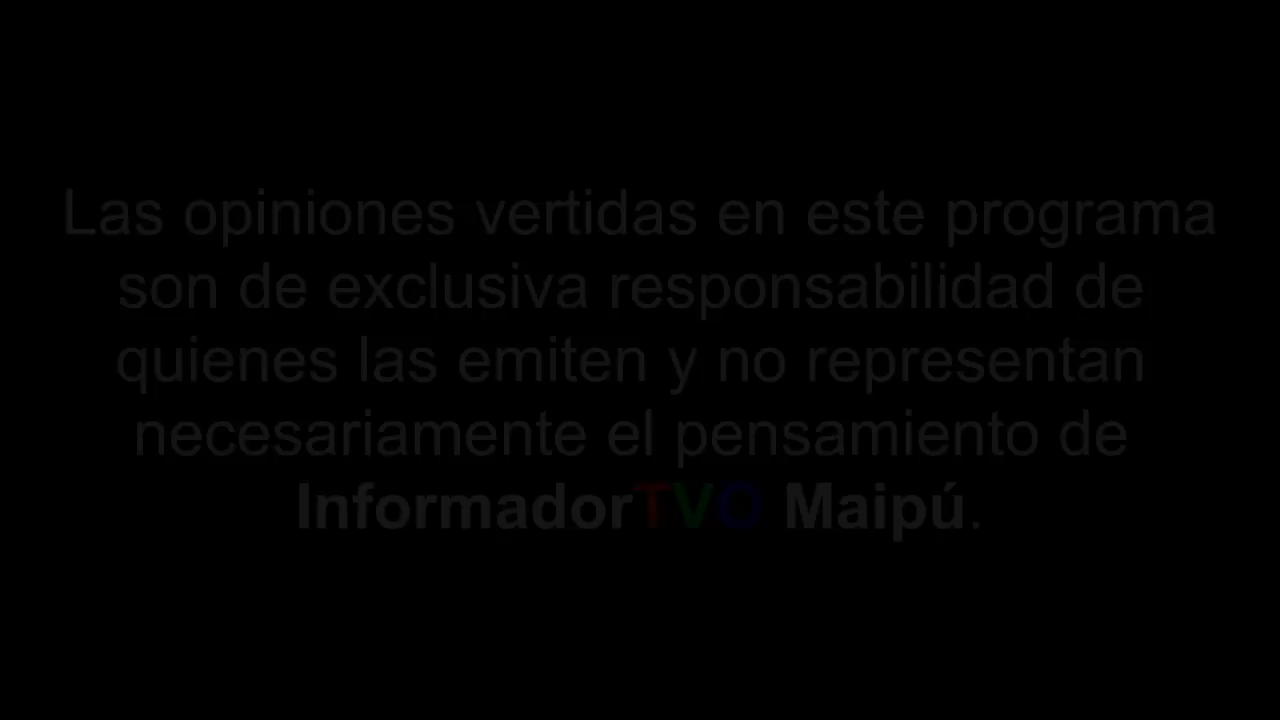 Las opiniones vertidas en este programa
son de exclusiva responsabilidad de
quienes las emiten y no representan
necesariamente el pensamiento de
InformadorTVO Maipú.